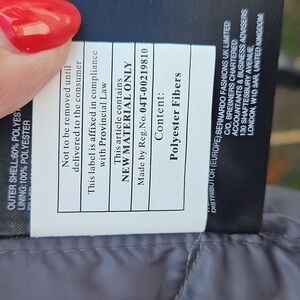 OUTER SHELL:57% POLYES
LINING:100% POLYESTER
Not to be removed until
delivered to the consumer
This label is affixed in compliance
with Provincial Law
This article contains
NEW MATERIAL ONLY
Made by Reg.No.04T-00219810
Content:
Polyester Fibers
DISTRIBUTOR (EUROPE):BERNARDO FASHIONS UK LIMITED
C/O. BREBNERS CHARTERED
ACCOUNTANTS & BUSINESS ADVISERS
130 SHAFTESBURY AVENUE,
LONDON, W1D 5AR, UNITED KINGDOM